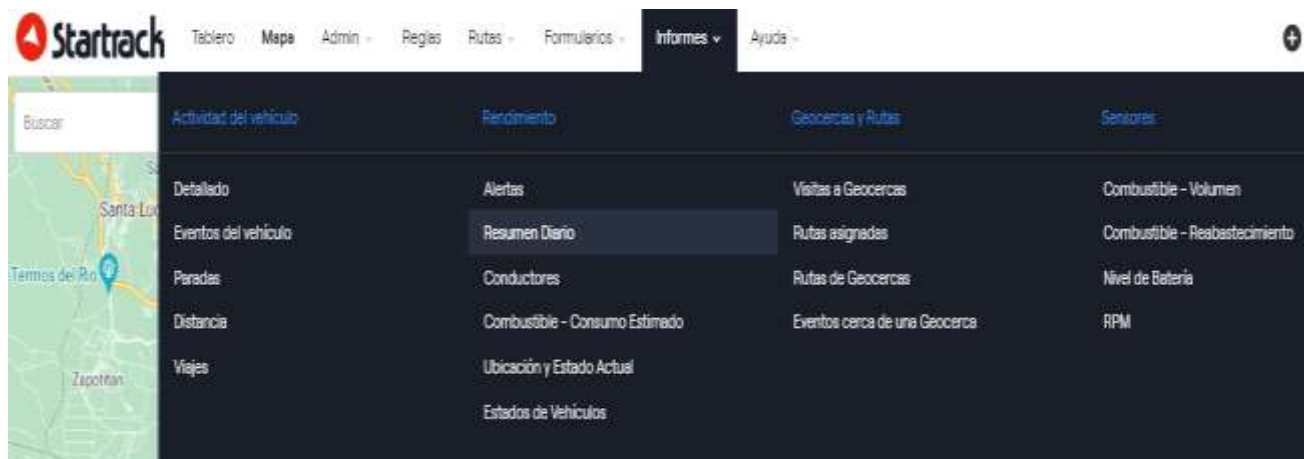 Startrack
Tablero Mapa Admin Reglas Rutas Formularios Informes Ayuda
Buscar
Actividad del vehículo
Detallado
Eventos del vehículo
Paradas
Distancia
Viajes
Rendimiento
Alertas
Resumen Diario
Conductores
Combustible - Consumo Estimado
Ubicación y Estado Actual
Estados de Vehículos
Geocercas y Rutas
Visitas a Geocercas
Rutas asignadas
Rutas de Geocercas
Eventos cerca de una Geocerca
Sensores
Combustible - Volumen
Combustible - Reabastecimiento
Nivel de Batería
RPM
Santa Lu
Termos del Rio
Zapotitan